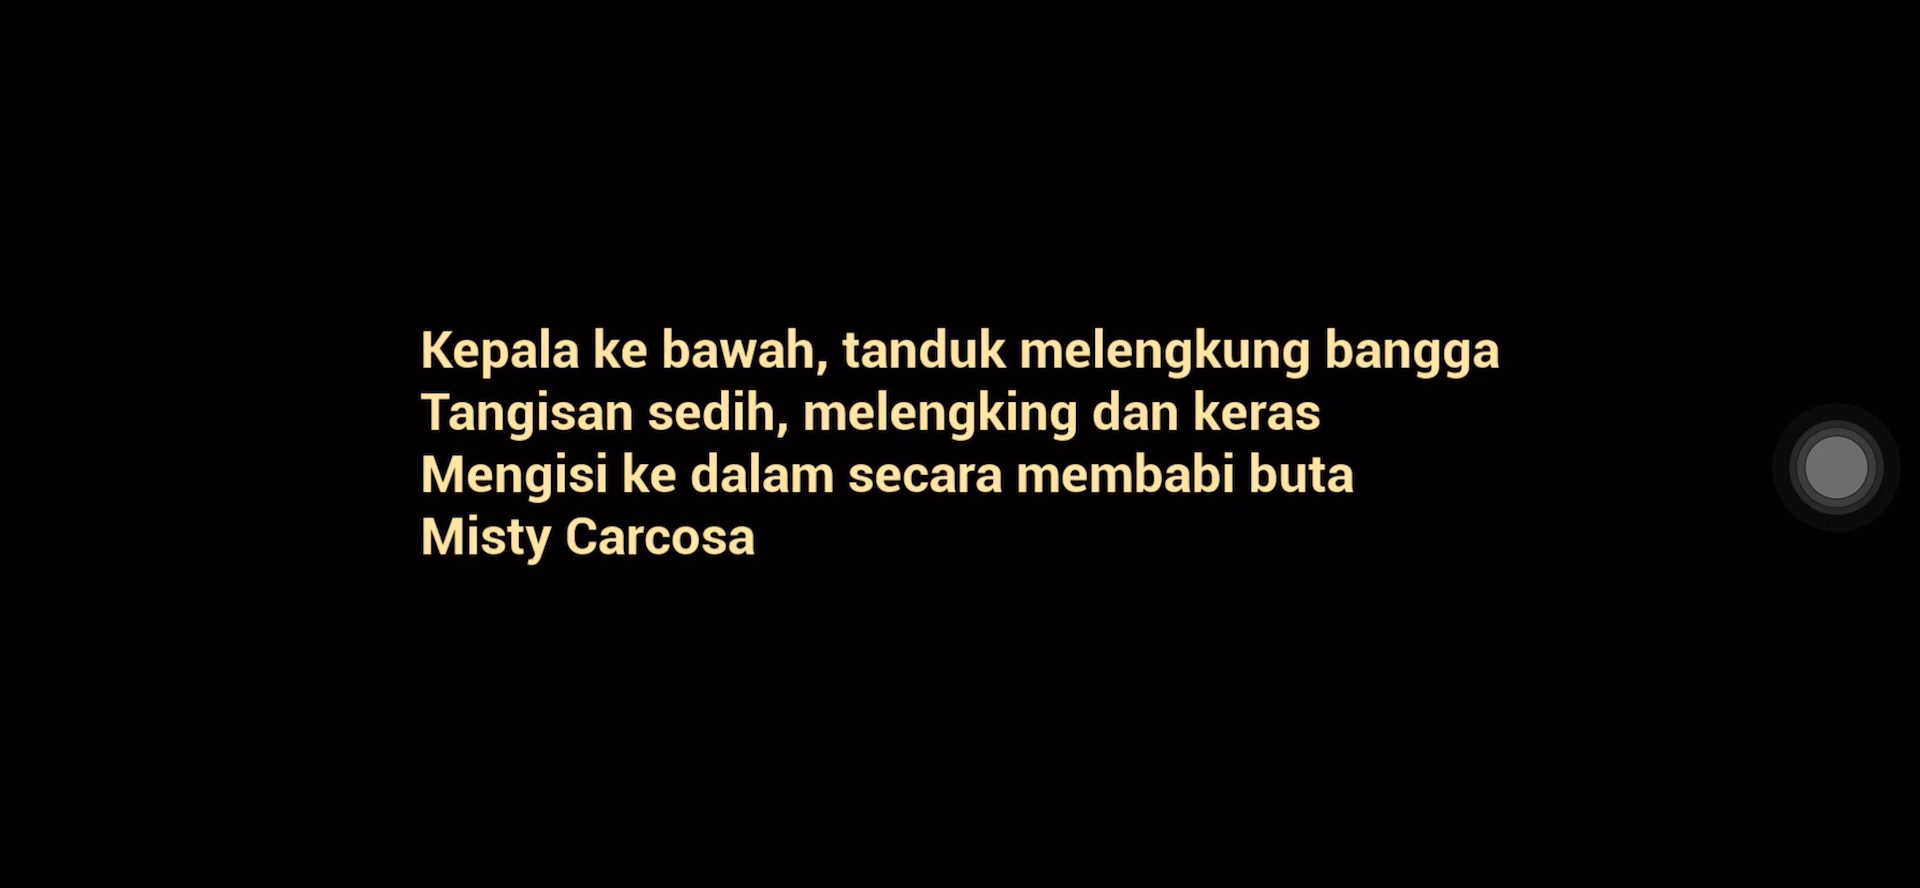 Kepala ke bawah, tanduk melengkung bangga
Tangisan sedih, melengking dan keras
Mengisi ke dalam secara membabi buta
Misty Carcosa